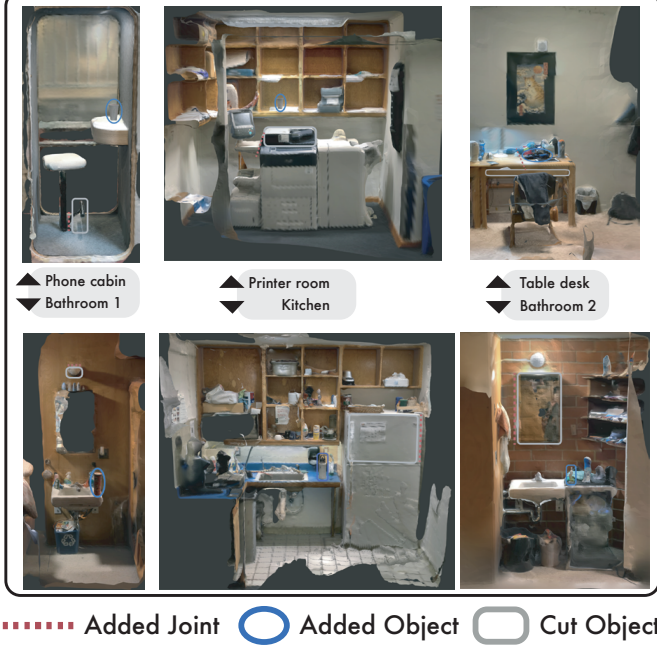 Phone cabin
Bathroom 1
Printer room
Kitchen
Table desk
Bathroom 2
Added Joint
Added Object
Cut Object